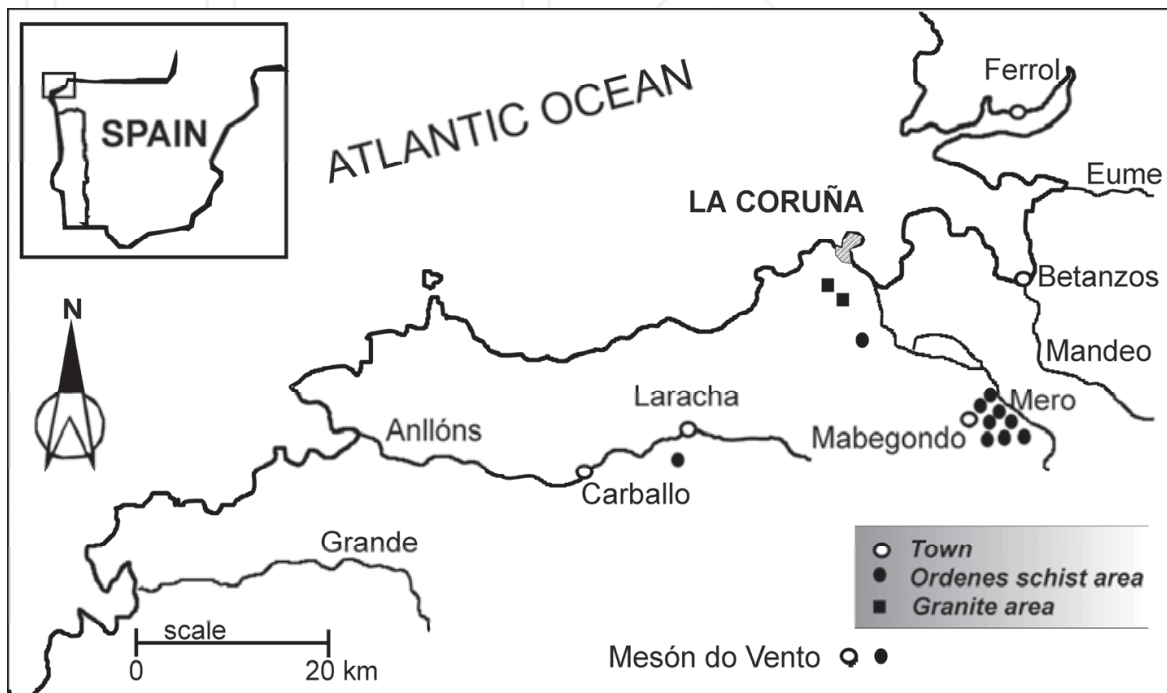 SPAIN
ATLANTIC OCEAN
Ferrol
Eume
LA CORUÑA
Betanzos
Mandeo
N
Laracha
Mero
Anllóns
Mabegondo
Carballo
Grande
Town
Ordenes schist area
Granite area
scale
0 20 km
Mesón do Vento